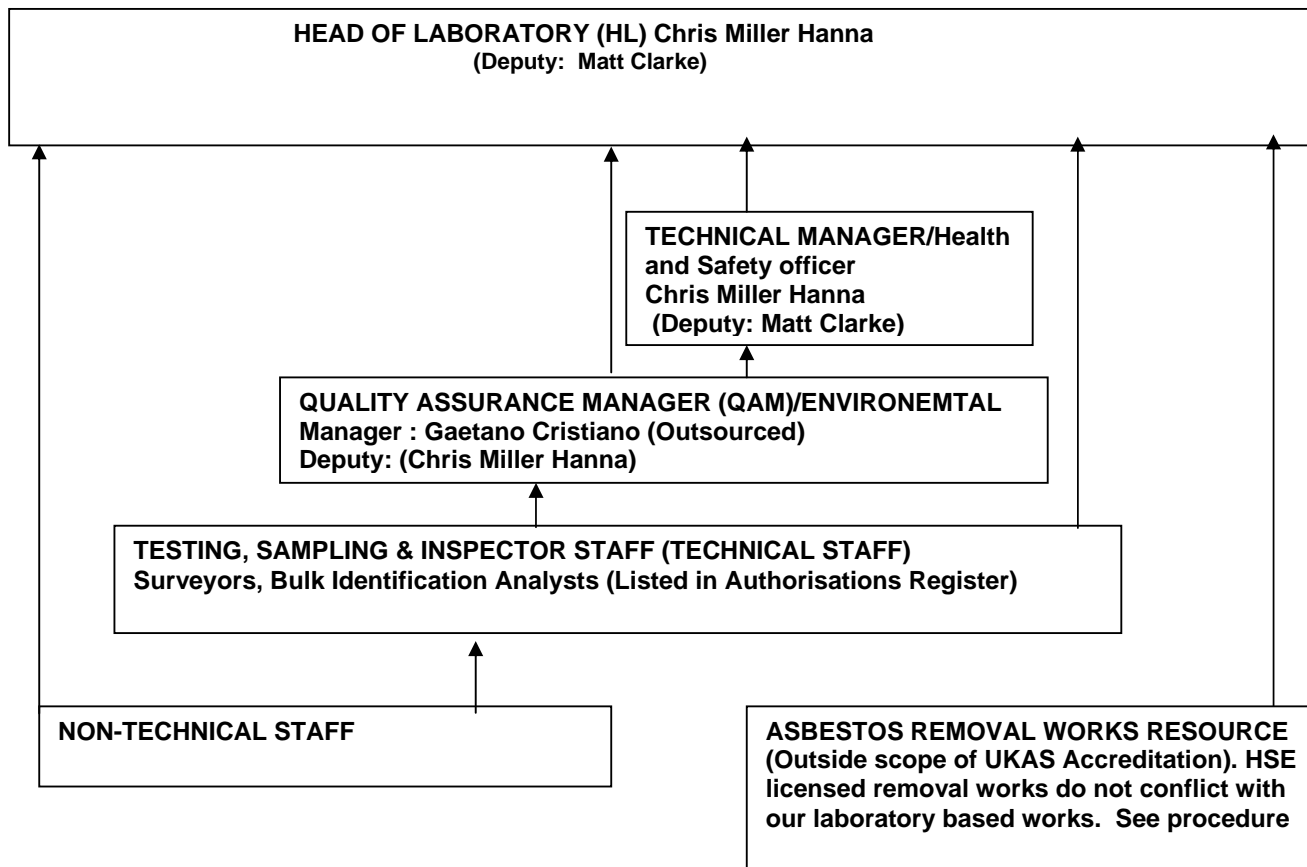 HEAD OF LABORATORY (HL) Chris Miller Hanna
(Deputy: Matt Clarke)
TECHNICAL MANAGER/Health
and Safety officer
Chris Miller Hanna
(Deputy: Matt Clarke)
QUALITY ASSURANCE MANAGER (QAM)/ENVIRONEMTAL
Manager : Gaetano Cristiano (Outsourced)
Deputy: (Chris Miller Hanna)
TESTING, SAMPLING & INSPECTOR STAFF (TECHNICAL STAFF)
Surveyors, Bulk Identification Analysts (Listed in Authorisations Register)
NON-TECHNICAL STAFF
ASBESTOS REMOVAL WORKS RESOURCE
(Outside scope of UKAS Accreditation). HSE
licensed removal works do not conflict with
our laboratory based works. See procedure